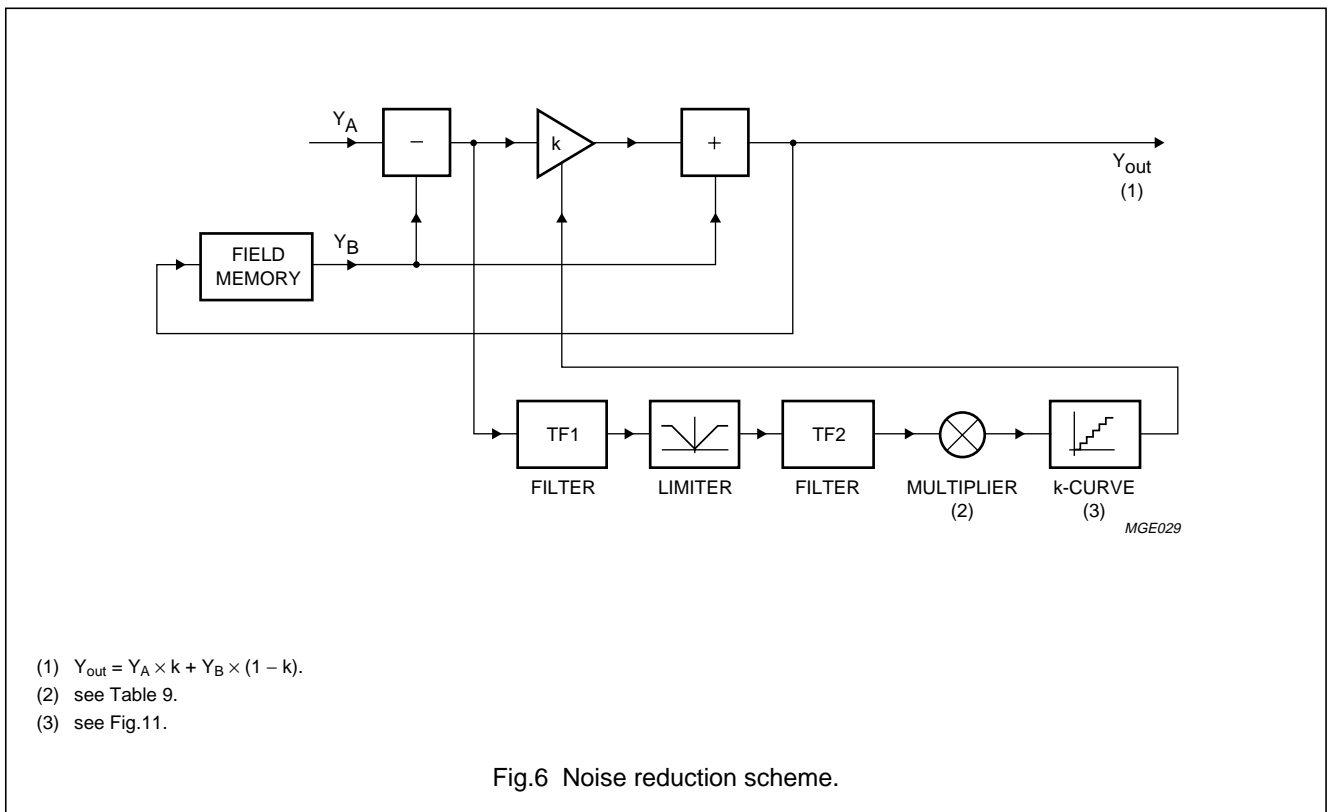 Y_A
−
k
+
Y_out
(1)
FIELD
MEMORY
Y_B
TF1
TF2
FILTER
LIMITER
FILTER
MULTIPLIER
(2)
k-CURVE
(3)
MGE029
(1) Y_out = Y_A × k + Y_B × (1 − k).
(2) see Table 9.
(3) see Fig.11.
Fig.6 Noise reduction scheme.